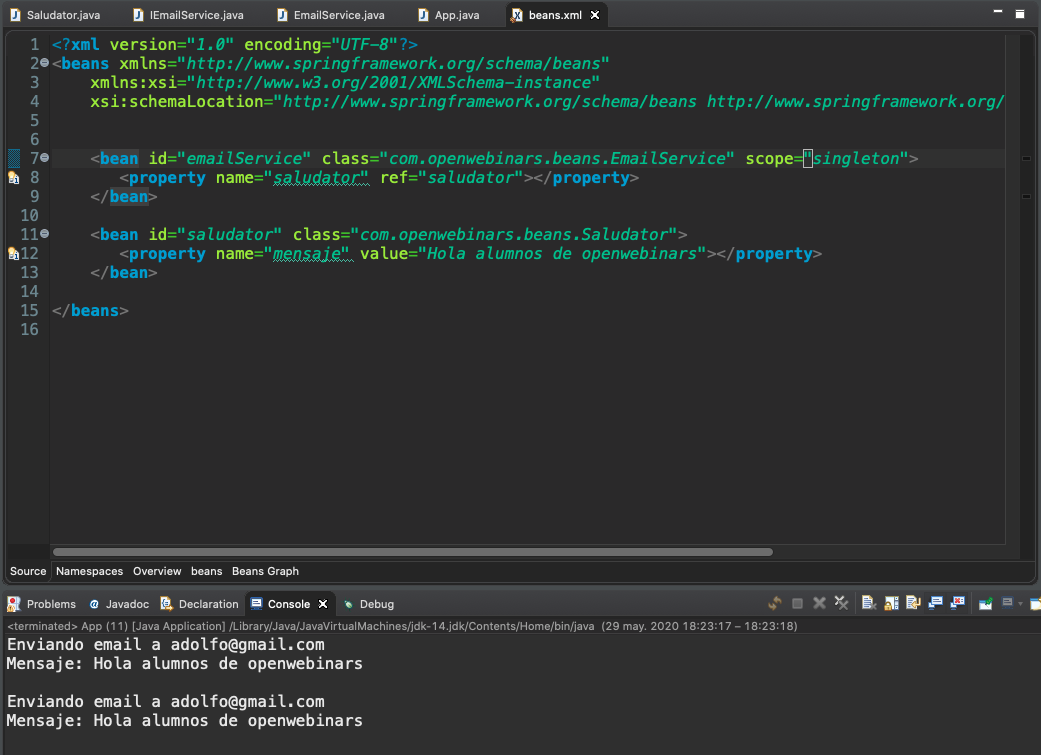 Saludator.java IEmailService.java EmailService.java App.java beans.xml
1 <?xml version="1.0" encoding="UTF-8"?>
2 <beans xmlns="http://www.springframework.org/schema/beans"
3 xmlns:xsi="http://www.w3.org/2001/XMLSchema-instance"
4 xsi:schemaLocation="http://www.springframework.org/schema/beans http://www.springframework.org/
5
6
7 <bean id="emailService" class="com.openwebinars.beans.EmailService" scope="singleton">
8 <property name="saludator" ref="saludator"></property>
9 </bean>
10
11 <bean id="saludator" class="com.openwebinars.beans.Saludator">
12 <property name="mensaje" value="Hola alumnos de openwebinars"></property>
13 </bean>
14
15 </beans>
16
Source Namespaces Overview beans Beans Graph
Problems @ Javadoc Declaration Console Debug
<terminated> App (11) [Java Application] /Library/Java/JavaVirtualMachines/jdk-14.jdk/Contents/Home/bin/java (29 may. 2020 18:23:17 – 18:23:18)
Enviando email a adolfo@gmail.com
Mensaje: Hola alumnos de openwebinars
Enviando email a adolfo@gmail.com
Mensaje: Hola alumnos de openwebinars